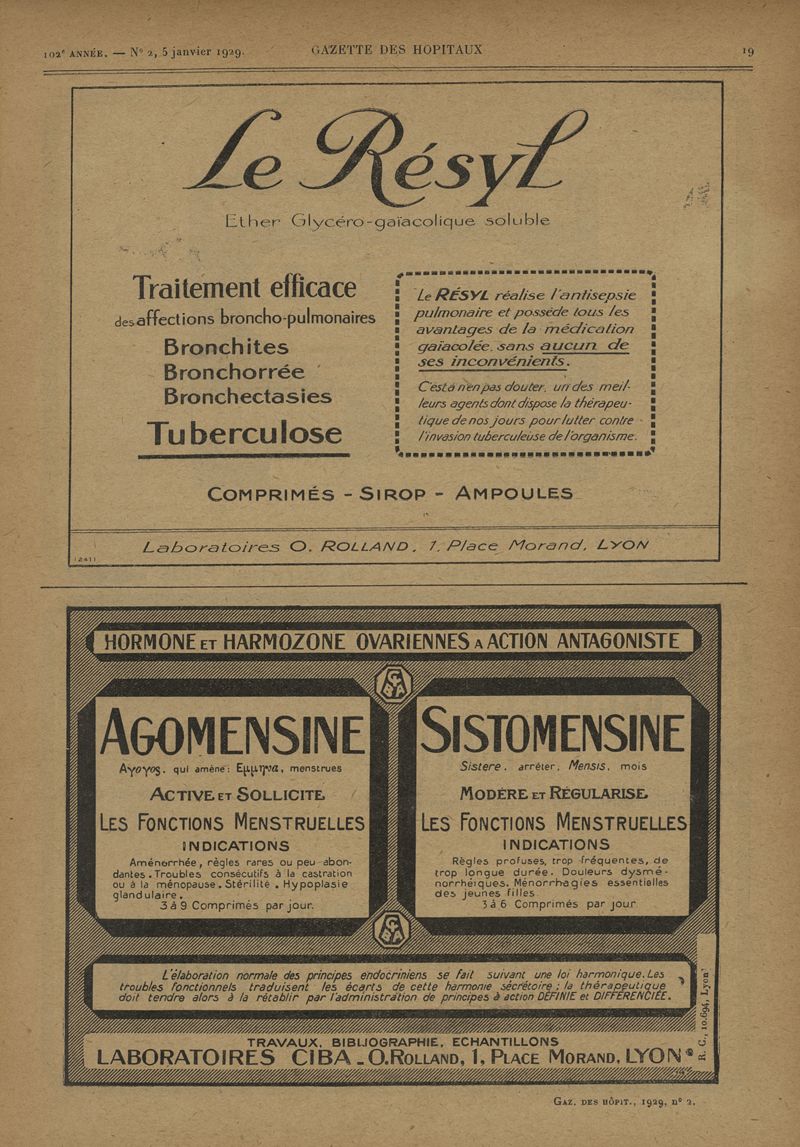 102e ANNÉE. — No 2, 5 janvier 1929.
GAZETTE DES HOPITAUX
19
Le Résyl
Ether Glycéro-gaïacolique soluble
Traitement efficace
des affections broncho-pulmonaires
Bronchites
Bronchorrée
Bronchectasies
Tuberculose
Le RÉSYL réalise l'antisepsie
pulmonaire et possède tous les
avantages de la médication
gaïacolée, sans aucun de
ses inconvénients.
C'est à n'en pas douter, un des meil-
leurs agents dont dispose la thérapeu-
tique de nos jours pour lutter contre
l'invasion tuberculeuse de l'organisme.
COMPRIMÉS - SIROP - AMPOULES
Laboratoires O. ROLLAND, 1, Place Morand, LYON
HORMONE ET HARMOZONE OVARIENNES A ACTION ANTAGONISTE
CIBA
AGOMENSINE
Αγογος, qui amène; Εμμηνα, menstrues
ACTIVE ET SOLLICITE
LES FONCTIONS MENSTRUELLES
INDICATIONS
Aménorrhée, règles rares ou peu abon-
dantes. Troubles consécutifs à la castration
ou à la ménopause. Stérilité. Hypoplasie
glandulaire.
3 à 9 Comprimés par jour.
SISTOMENSINE
Sistere, arrêter, Mensis, mois
MODÈRE ET RÉGULARISE
LES FONCTIONS MENSTRUELLES
INDICATIONS
Règles profuses, trop fréquentes, de
trop longue durée. Douleurs dysmé-
norrhéiques. Ménorrhagies essentielles
des jeunes filles
3 à 6 Comprimés par jour
CIBA
L'élaboration normale des principes endocriniens se fait suivant une loi harmonique. Les
troubles fonctionnels traduisent les écarts de cette harmonie sécrétoire; la thérapeutique
doit tendre alors à la rétablir par l'administration de principes à action DÉFINIE et DIFFÉRENCIÉE.
TRAVAUX, BIBLIOGRAPHIE, ECHANTILLONS
LABORATOIRES CIBA - O. ROLLAND, 1, PLACE MORAND, LYON
R. C., 10.694, Lyon
GAZ. DES HÔPIT., 1929, no 2.